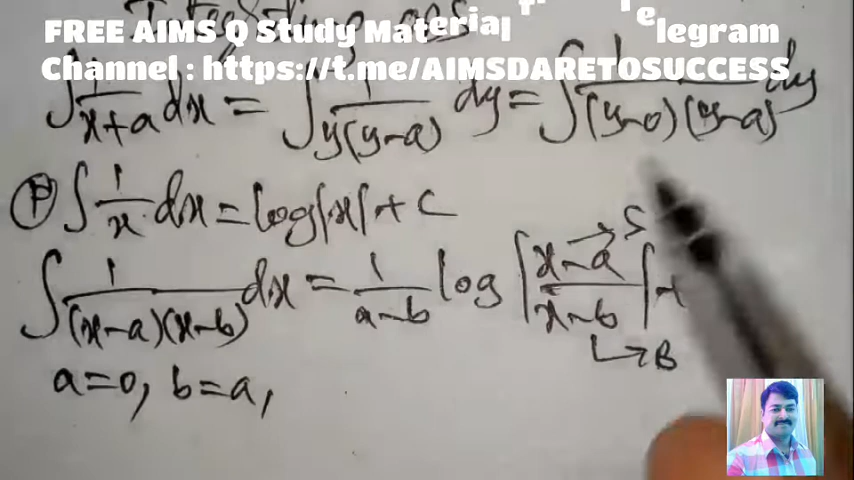 FREE AIMS Q Study Material
Telegram
Channel : https://t.me/AIMSDARETOSUCCESS
∫ 1/(x+a) dx = ∫ 1/(y(y-a)) dy = ∫ 1/((y-0)(y-a)) dy
(P) ∫ 1/x dx = log|x| + C
∫ 1/((x-a)(x-b)) dx = 1/(a-b) log |(x-a)/(x-b)| +
→ S
↳ B
a=0, b=a,